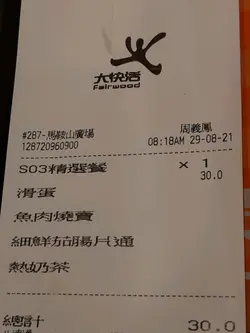 大快活
Fairwood
#287-馬鞍山廣場 周義鳳
128720960900 08:18AM 29-08-21
S03精選餐 × 1
30.0
滑蛋
魚肉燒賣
細鮮胡腸片通
熱奶茶
總計 30.0